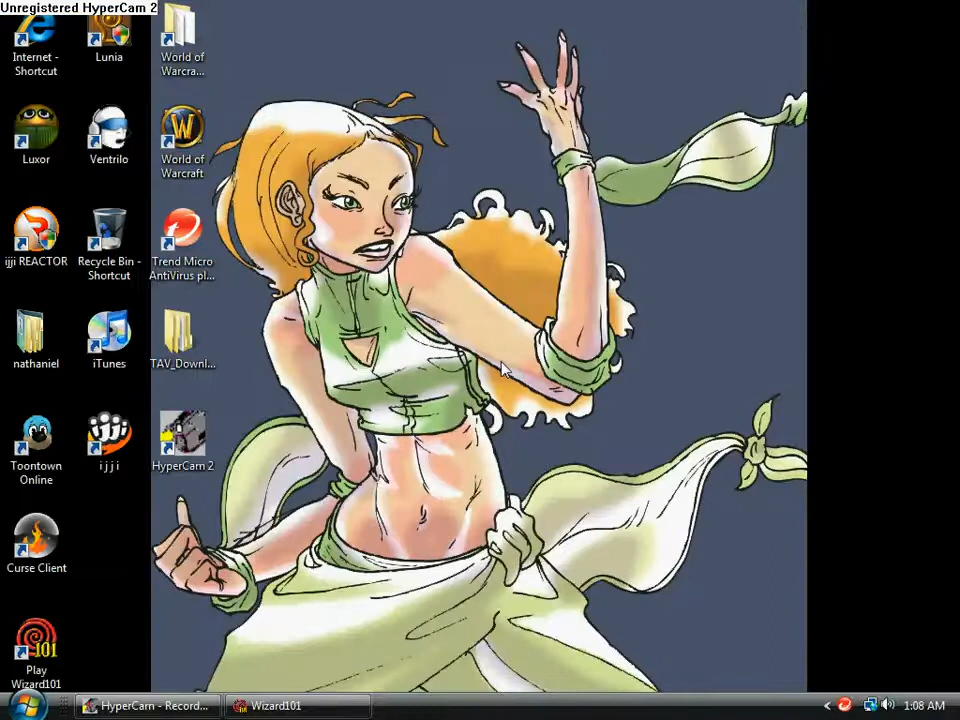 Unregistered HyperCam 2
Internet -
Shortcut
Lunia
World of
Warcra...
Luxor
Ventrilo
World of
Warcraft
ijji REACTOR
Recycle Bin -
Shortcut
Trend Micro
AntiVirus pl...
nathaniel
iTunes
TAV_Downl...
Toontown
Online
ijji
HyperCam 2
Curse Client
Play
Wizard101
HyperCam - Record...
Wizard101
1:08 AM